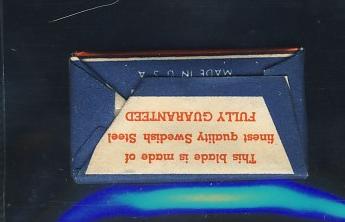 This blade is made of
finest quality Swedish Steel
FULLY GUARANTEED
MADE IN U S A